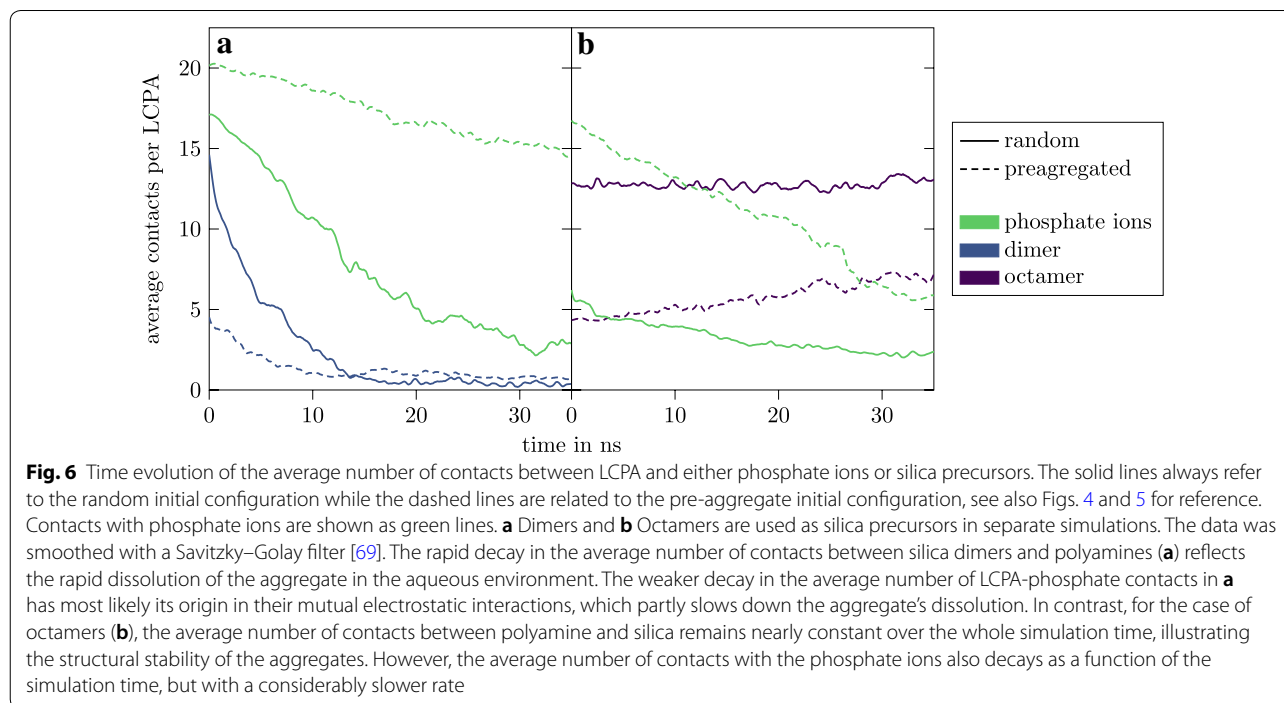 a
b
average contacts per LCPA
20
15
10
5
0
0
10
20
30
0
10
20
30
time in ns
random
preagregated
phosphate ions
dimer
octamer
Fig. 6 Time evolution of the average number of contacts between LCPA and either phosphate ions or silica precursors. The solid lines always refer
to the random initial configuration while the dashed lines are related to the pre-aggregate initial configuration, see also Figs. 4 and 5 for reference.
Contacts with phosphate ions are shown as green lines. a Dimers and b Octamers are used as silica precursors in separate simulations. The data was
smoothed with a Savitzky–Golay filter [69]. The rapid decay in the average number of contacts between silica dimers and polyamines (a) reflects
the rapid dissolution of the aggregate in the aqueous environment. The weaker decay in the average number of LCPA-phosphate contacts in a
has most likely its origin in their mutual electrostatic interactions, which partly slows down the aggregate's dissolution. In contrast, for the case of
octamers (b), the average number of contacts between polyamine and silica remains nearly constant over the whole simulation time, illustrating
the structural stability of the aggregates. However, the average number of contacts with the phosphate ions also decays as a function of the
simulation time, but with a considerably slower rate